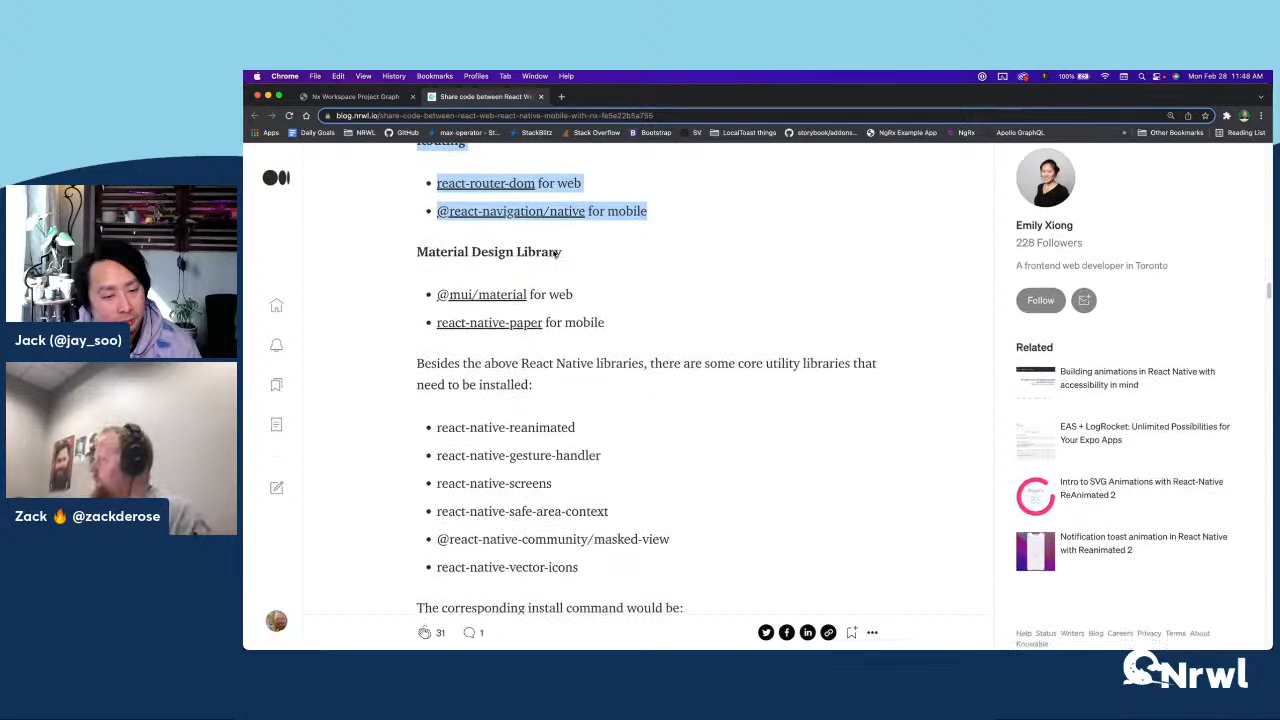 Chrome File Edit View History Bookmarks Profiles Tab Window Help
100% Mon Feb 28 11:48 AM
Nx Workspace Project Graph
Share code between React We
blog.nrwl.io/share-code-between-react-web-react-native-mobile-with-nx-fe5e22b5a755
Apps Daily Goals NRWL GitHub max-operator – St... StackBlitz Stack Overflow Bootstrap SV LocalToast things storybook/addons... NgRx Example App NgRx Apollo GraphQL » Other Bookmarks Reading List
Routing
• react-router-dom for web
• @react-navigation/native for mobile
Material Design Library
• @mui/material for web
• react-native-paper for mobile
Besides the above React Native libraries, there are some core utility libraries that
need to be installed:
• react-native-reanimated
• react-native-gesture-handler
• react-native-screens
• react-native-safe-area-context
• @react-native-community/masked-view
• react-native-vector-icons
The corresponding install command would be:
31 1
Emily Xiong
228 Followers
A frontend web developer in Toronto
Follow
Related
Building animations in React Native with
accessibility in mind
EAS + LogRocket: Unlimited Possibilities for
Your Expo Apps
Intro to SVG Animations with React-Native
ReAnimated 2
Notification toast animation in React Native
with Reanimated 2
Help Status Writers Blog Careers Privacy Terms About
Knowable
Jack (@jay_soo)
Zack 🔥 @zackderose
Nrwl